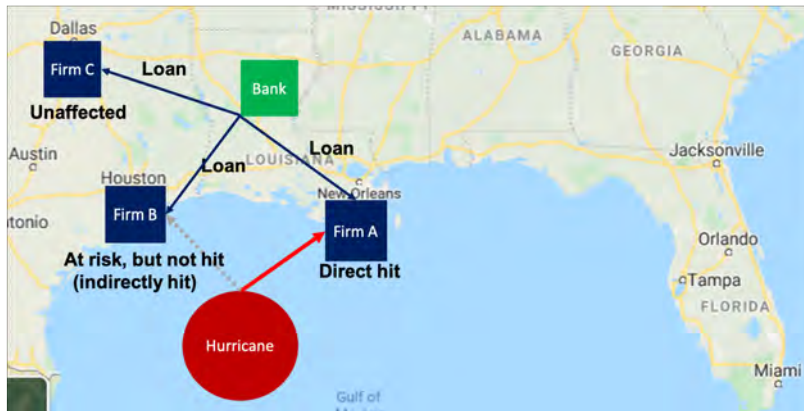 MISSISSIPPI
Dallas
ALABAMA
GEORGIA
Firm C
Loan
Bank
Unaffected
Loan
Austin
Loan
LOUISIANA
Jacksonville
Houston
New Orleans
Firm B
tonio
Firm A
At risk, but not hit
(indirectly hit)
Direct hit
Orlando
Tampa
FLORIDA
Hurricane
Miami
Gulf of